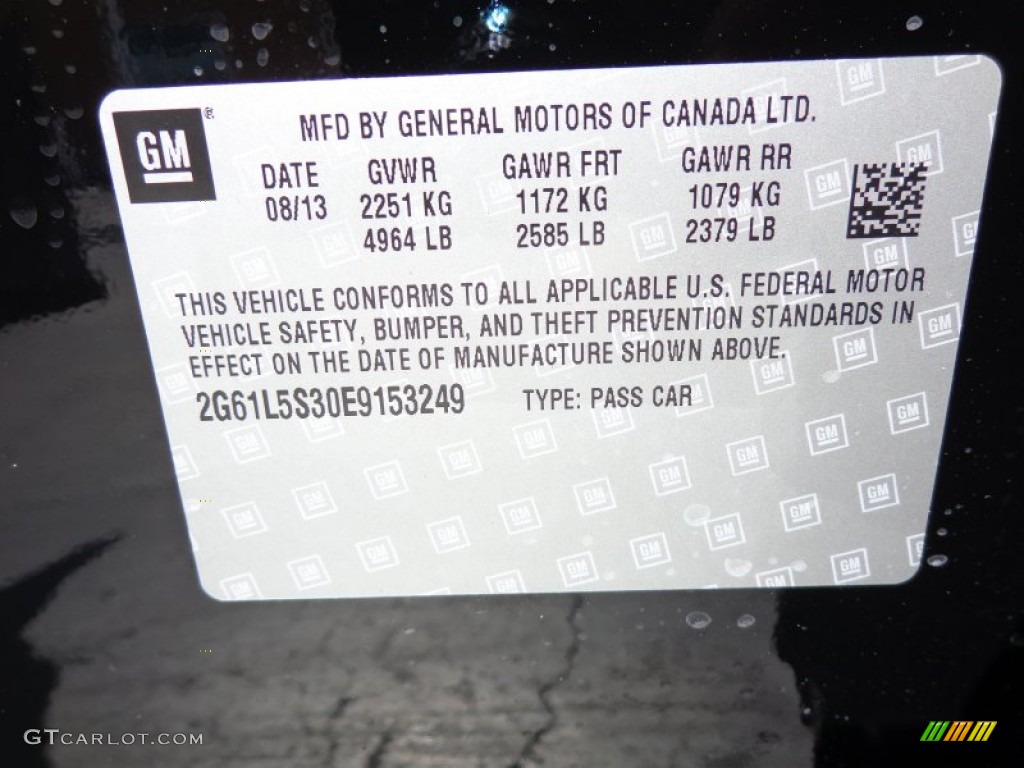 GM®
MFD BY GENERAL MOTORS OF CANADA LTD.
DATE GVWR GAWR FRT GAWR RR
08/13 2251 KG 1172 KG 1079 KG
4964 LB 2585 LB 2379 LB
THIS VEHICLE CONFORMS TO ALL APPLICABLE U.S. FEDERAL MOTOR
VEHICLE SAFETY, BUMPER, AND THEFT PREVENTION STANDARDS IN
EFFECT ON THE DATE OF MANUFACTURE SHOWN ABOVE.
2G61L5S30E9153249 TYPE: PASS CAR
GTCARLOT.COM